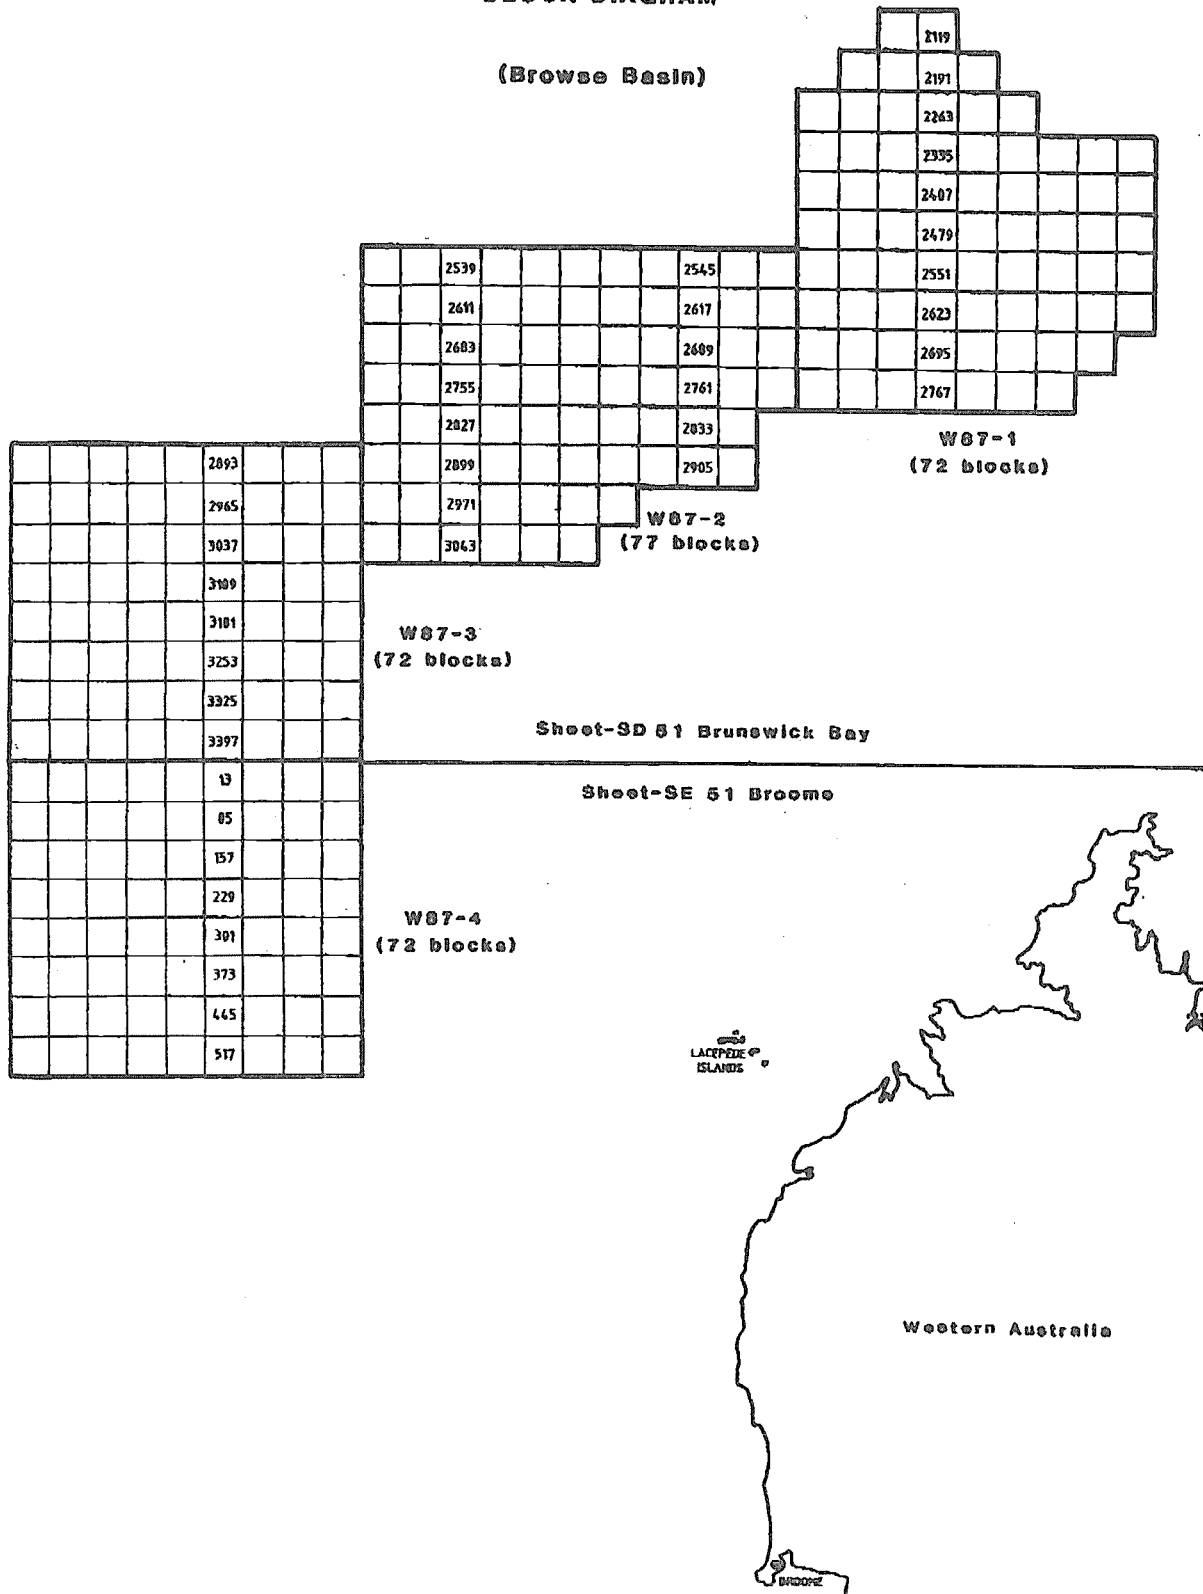 (Browse Basin)
2119
2191
2263
2335
2407
2479
2539 2545 2551
2611 2617 2623
2683 2689 2695
2755 2761 2767
2827 2833
W87-1
(72 blocks)
2893 2899 2905
2965 2971
W87-2
(77 blocks)
3037 3043
3109
3181
W87-3
(72 blocks)
3253
3325
3397
Sheet-SD 51 Brunswick Bay
13
Sheet-SE 51 Broome
85
157
229
W87-4
(72 blocks)
301
373
445
517
LACEPEDE
ISLANDS
Western Australia
BROOME